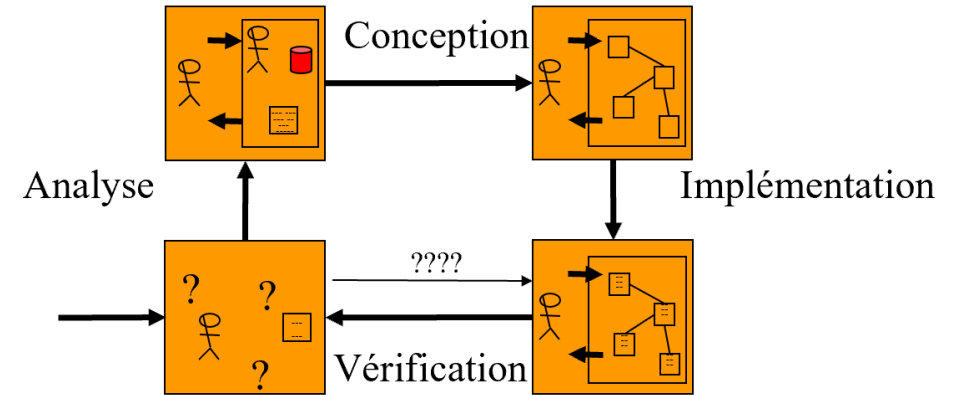 Conception
Analyse
Implémentation
????
?
?
?
Vérification